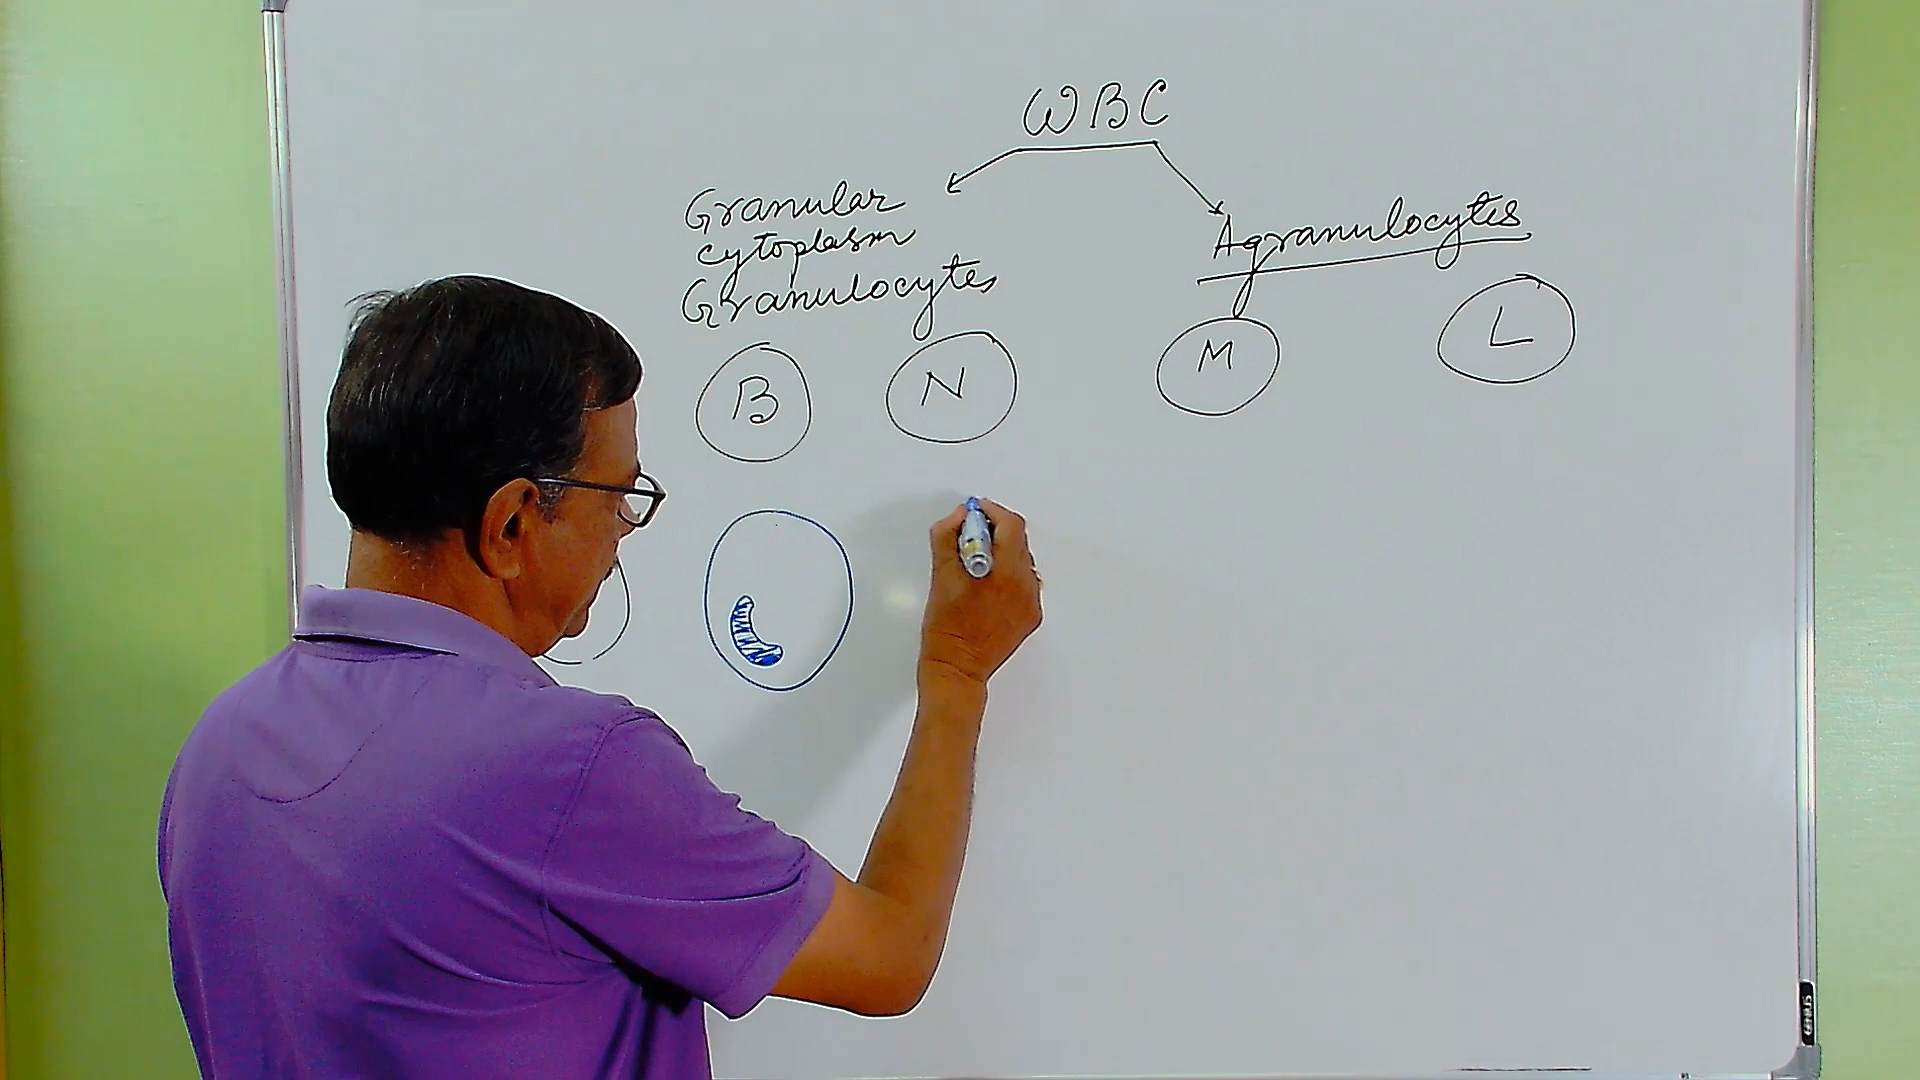 WBC
Granular
cytoplasm
Granulocytes
Agranulocytes
B
N
M
L